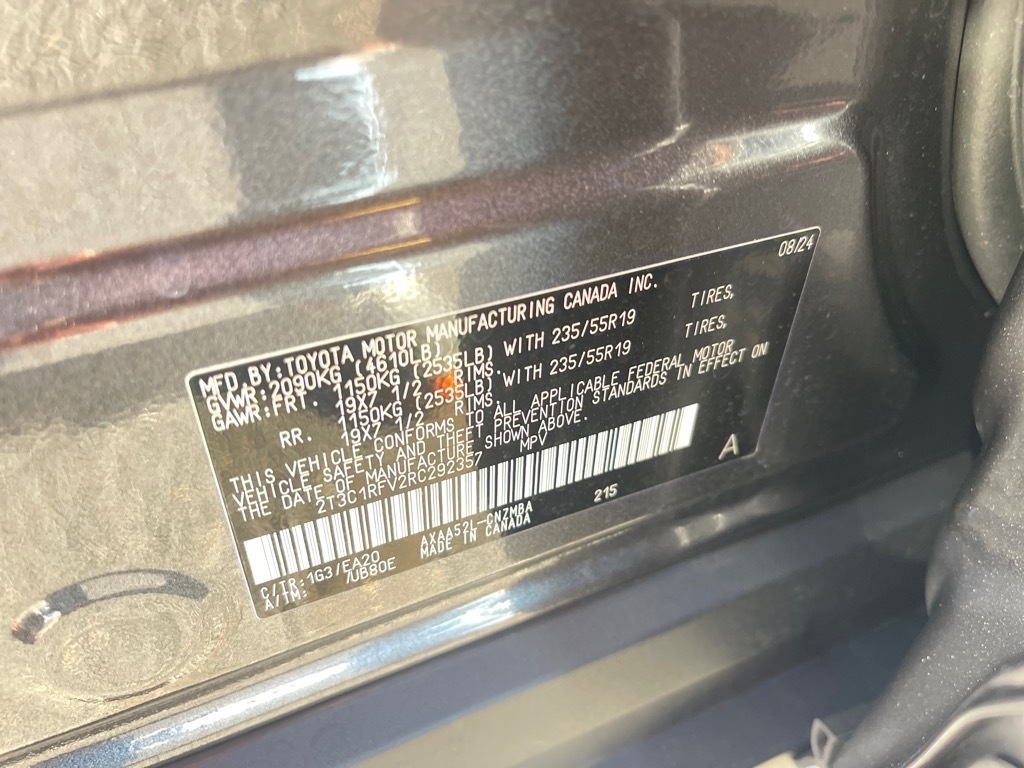 08/24
MFD. BY: TOYOTA MOTOR MANUFACTURING CANADA INC.
GVWR: 2090KG (4610LB)
GAWR: FRT. 1150KG (2535LB) WITH 235/55R19 TIRES,
19X7 1/2 RIMS.
RR. 1150KG (2535LB) WITH 235/55R19 TIRES,
19X7 1/2 RIMS
THIS VEHICLE CONFORMS TO ALL APPLICABLE FEDERAL MOTOR
VEHICLE SAFETY AND THEFT PREVENTION STANDARDS IN EFFECT ON
THE DATE OF MANUFACTURE SHOWN ABOVE.
2T3C1RFV2RC292357 MPV
A
215
C/TR: 1G3/EA20 AXAA52L-CNZMBA
A/TM: /UB80E MADE IN CANADA